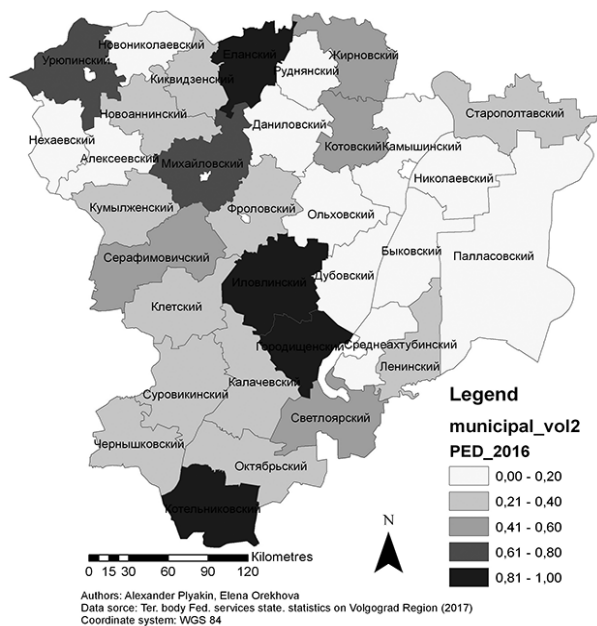 Новониколаевский
Урюпинский
Еланский
Жирновский
Руднянский
Киквидзенский
Новоаннинский
Старополтавский
Даниловский
Нехаевский
Алексеевский
Михайловский
Котовский
Камышинский
Николаевский
Кумылженский
Фроловский
Ольховский
Серафимовичский
Быковский
Палласовский
Иловлинский
Дубовский
Клетский
Городищенский
Среднеахтубинский
Ленинский
Калачевский
Суровикинский
Светлоярский
Чернышковский
Октябрьский
Котельниковский
Legend
municipal_vol2
PED_2016
0,00 - 0,20
0,21 - 0,40
0,41 - 0,60
0,61 - 0,80
0,81 - 1,00
N
Kilometres
0 15 30 60 90 120
Authors: Alexander Plyakin, Elena Orekhova
Data sorce: Ter. body Fed. services state. statistics on Volgograd Region (2017)
Coordinate system: WGS 84